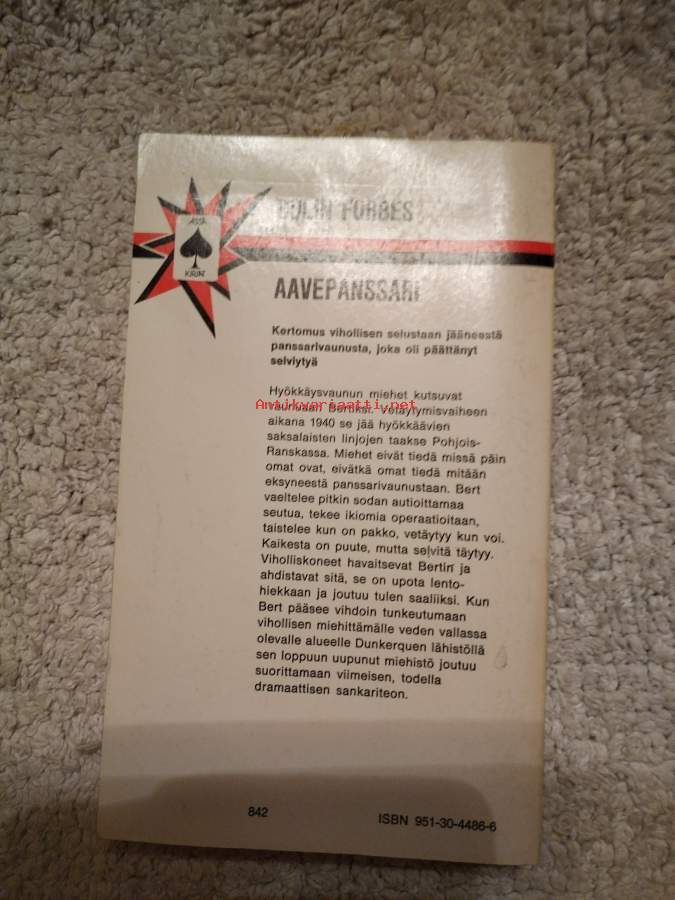 COLIN FORBES
ÄSSÄ
KIRJAT
AAVEPANSSARI
Kertomus vihollisen selustaan jääneestä
panssarivaunusta, joka oli päättänyt
selviytyä
Hyökkäysvaunun miehet kutsuvat
vaunuaan Bertiksi. Vetäytymisvaiheen
Antikvariaatti.net
aikana 1940 se jää hyökkäävien
saksalaisten linjojen taakse Pohjois-
Ranskassa. Miehet eivät tiedä missä päin
omat ovat, eivätkä omat tiedä mitään
eksyneestä panssarivaunustaan. Bert
vaeltelee pitkin sodan autioittamaa
seutua, tekee ikiomia operaatioitaan,
taistelee kun on pakko, vetäytyy kun voi.
Kaikesta on puute, mutta selvitä täytyy.
Viholliskoneet havaitsevat Bertin ja
ahdistavat sitä, se on upota lento-
hiekkaan ja joutuu tulen saaliiksi. Kun
Bert pääsee vihdoin tunkeutumaan
vihollisen miehittämälle veden vallassa
olevalle alueelle Dunkerquen lähistöllä
sen loppuun uupunut miehistö joutuu
suorittamaan viimeisen, todella
dramaattisen sankariteon.
842
ISBN 951-30-4486-6